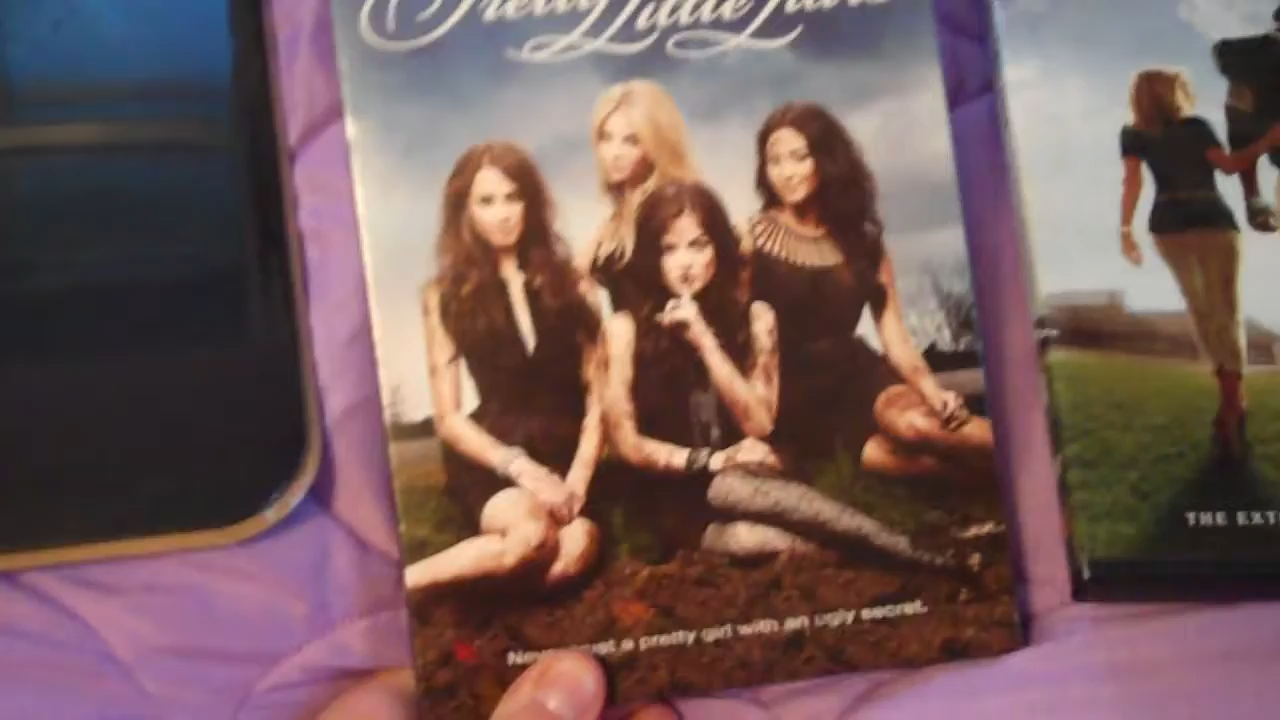 Pretty Little Liars
Never trust a pretty girl with an ugly secret.
THE EXT